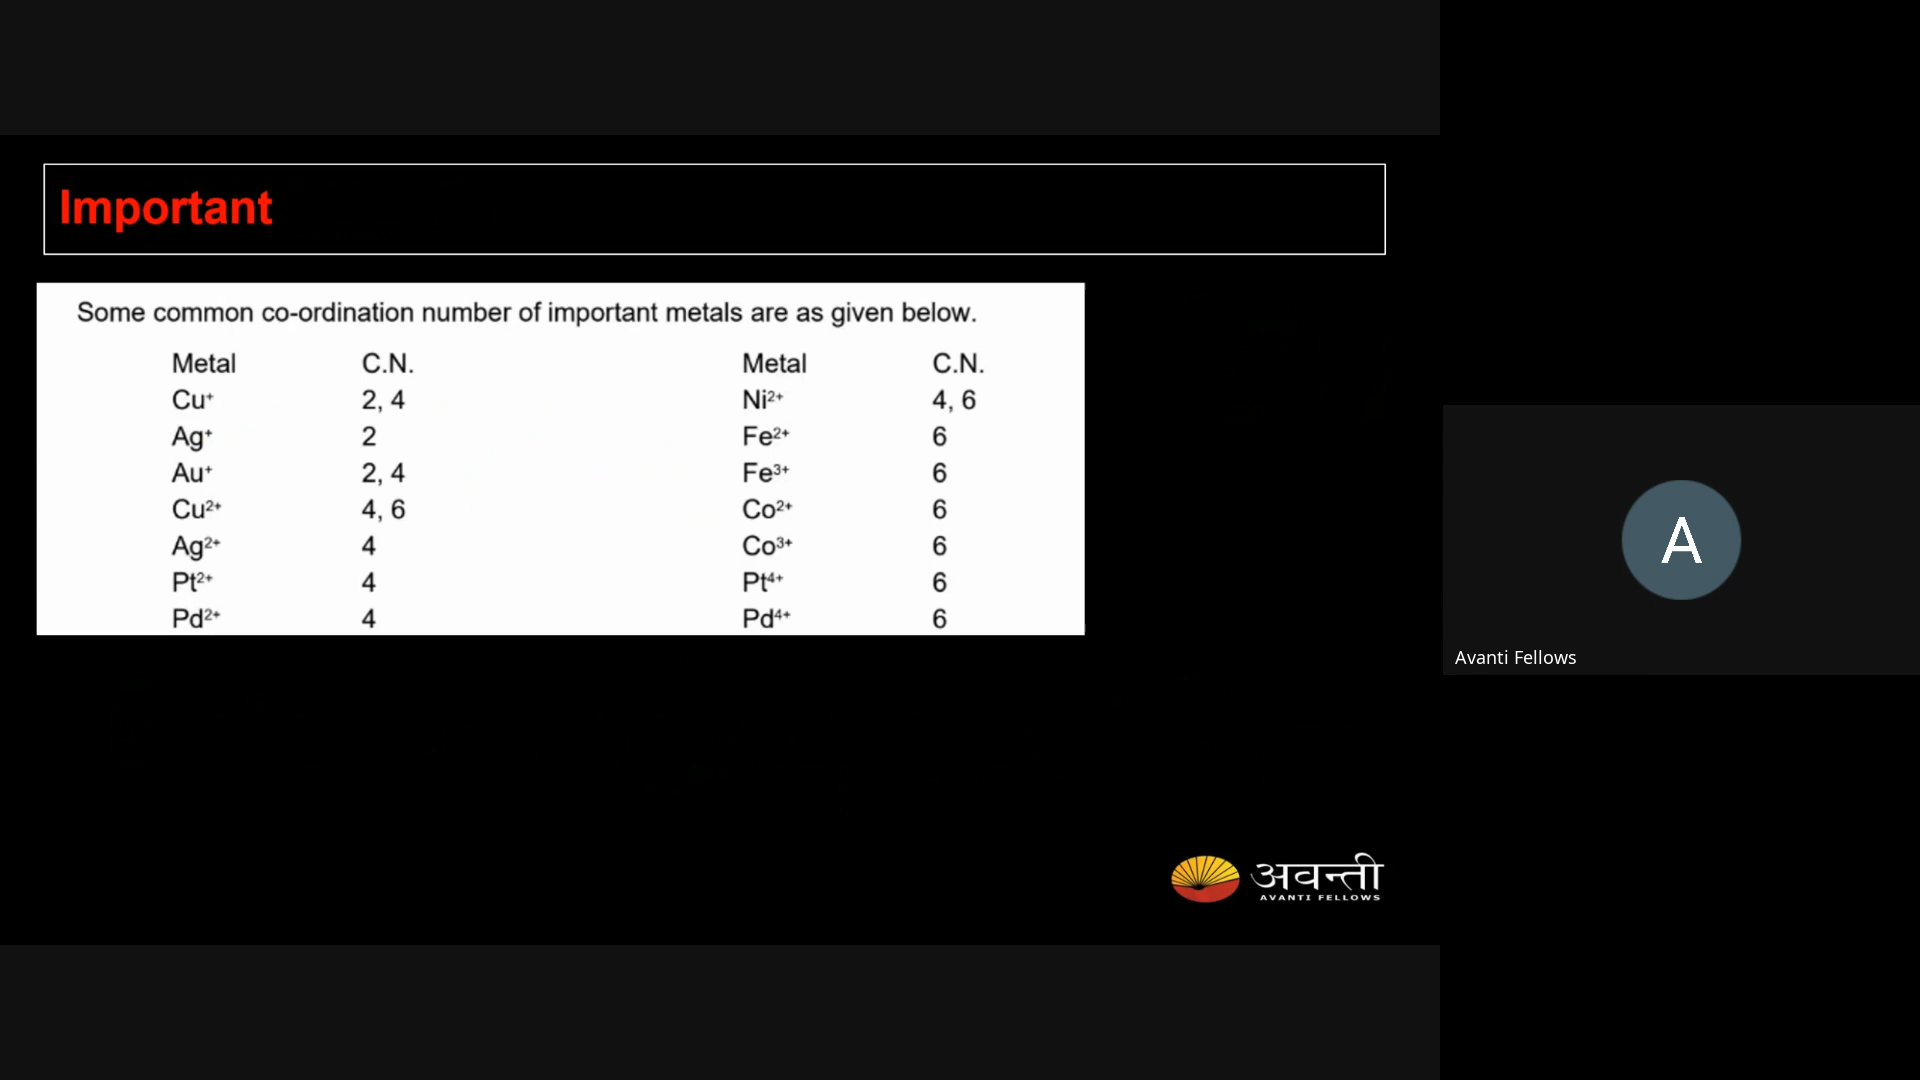 Important
Some common co-ordination number of important metals are as given below.
Metal C.N. Metal C.N.
Cu⁺ 2, 4 Ni²⁺ 4, 6
Ag⁺ 2 Fe²⁺ 6
Au⁺ 2, 4 Fe³⁺ 6
Cu²⁺ 4, 6 Co²⁺ 6
Ag²⁺ 4 Co³⁺ 6
Pt²⁺ 4 Pt⁴⁺ 6
Pd²⁺ 4 Pd⁴⁺ 6
A
Avanti Fellows
अवन्ती
AVANTI FELLOWS